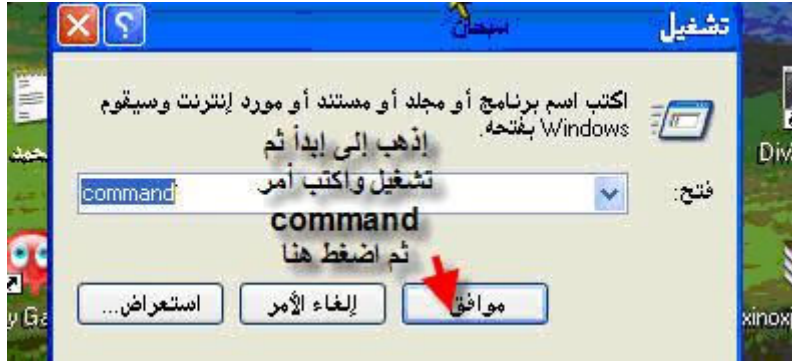 تشغيل
سبحان
اكتب اسم برنامج أو مجلد أو مستند أو مورد إنترنت وسيقوم
Windows بفتحه.
إذهب إلى إبدأ ثم
تشغيل واكتب أمر
command
ثم اضغط هنا
فتح:
command
موافق
إلغاء الأمر
استعراض...